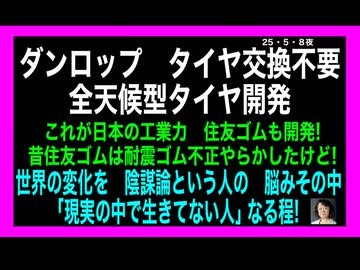 25・5・8夜
ダンロップ　タイヤ交換不要
全天候型タイヤ開発
これが日本の工業力　住友ゴムも開発!
昔住友ゴムは耐震ゴム不正やらかしたけど!
世界の変化を　陰謀論という人の　脳みその中
「現実の中で生きてない人」なる程!